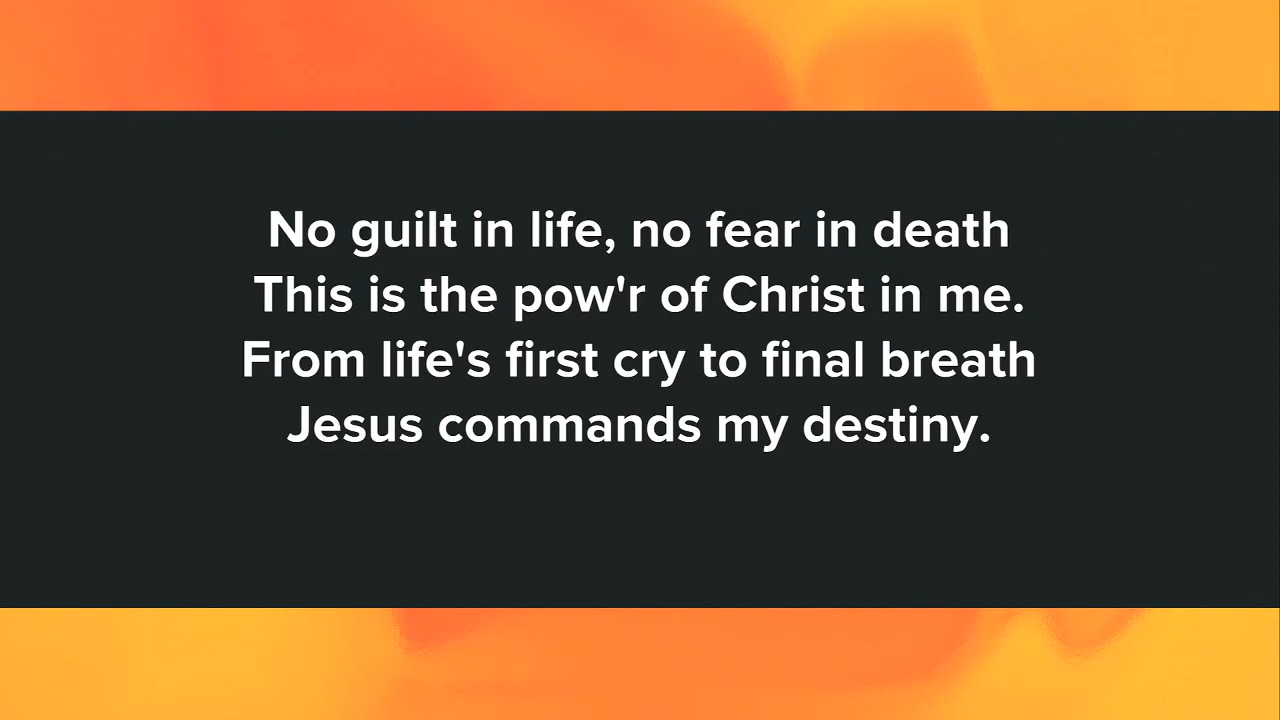 No guilt in life, no fear in death
This is the pow'r of Christ in me.
From life's first cry to final breath
Jesus commands my destiny.